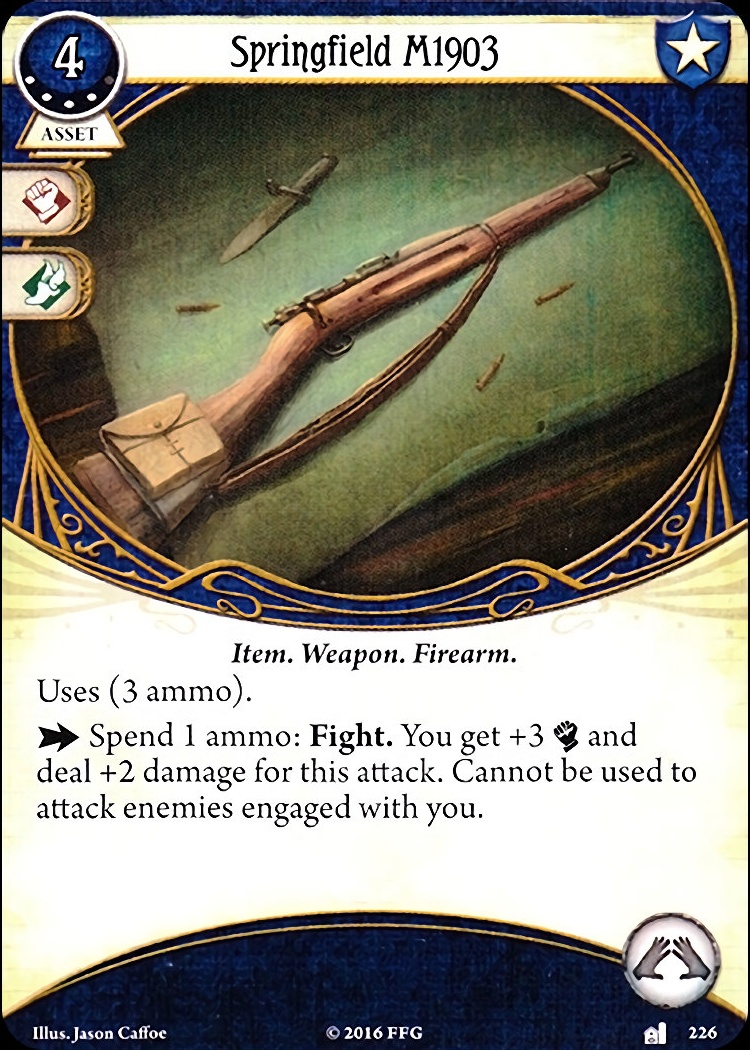 4
Springfield M1903
ASSET
Item. Weapon. Firearm.
Uses (3 ammo).
Spend 1 ammo: Fight. You get +3 and
deal +2 damage for this attack. Cannot be used to
attack enemies engaged with you.
Illus. Jason Caffoe
© 2016 FFG
226